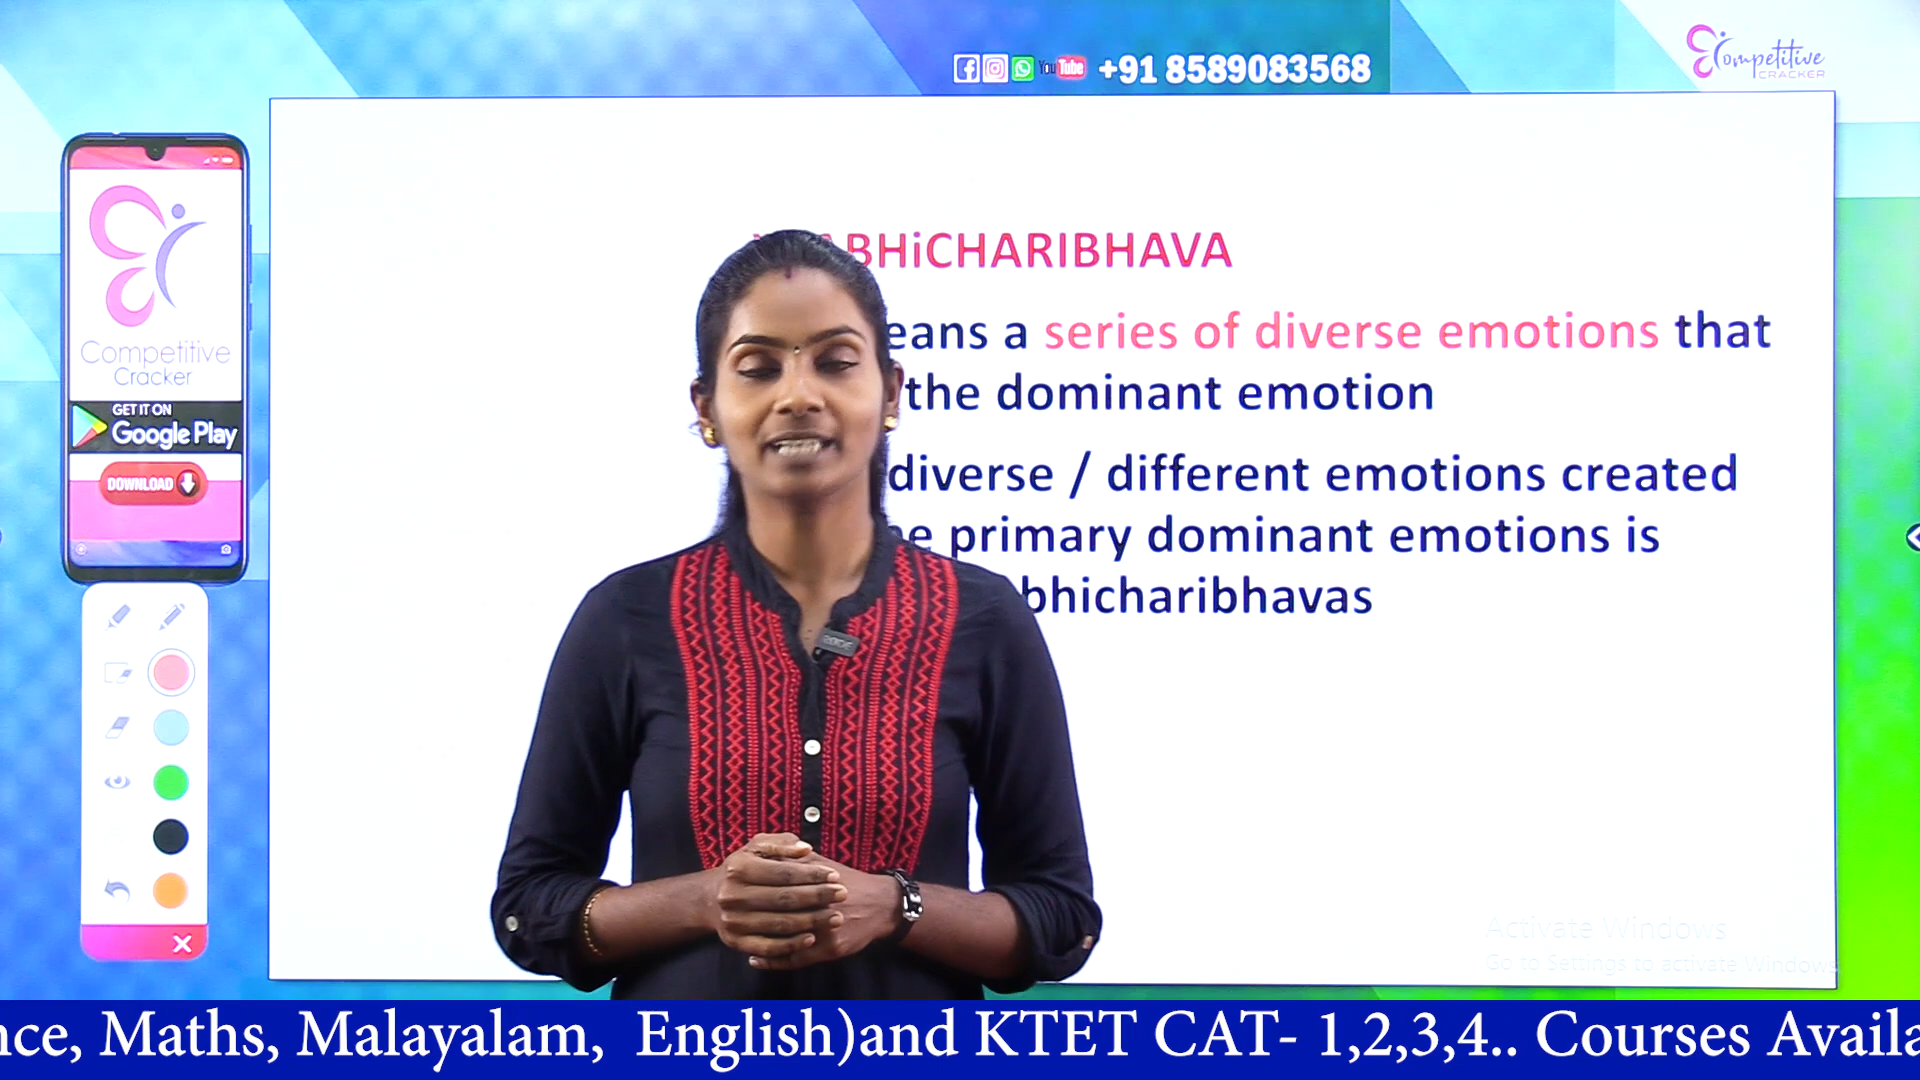 You Tube +91 8589083568
Competitive
CRACKER
BHiCHARIBHAVA
eans a series of diverse emotions that
the dominant emotion
diverse / different emotions created
e primary dominant emotions is
bhicharibhavas
Competitive
Cracker
GET IT ON
Google Play
DOWNLOAD
Activate Windows
Go to Settings to activate Windows
nce, Maths, Malayalam, English)and KTET CAT- 1,2,3,4.. Courses Availa